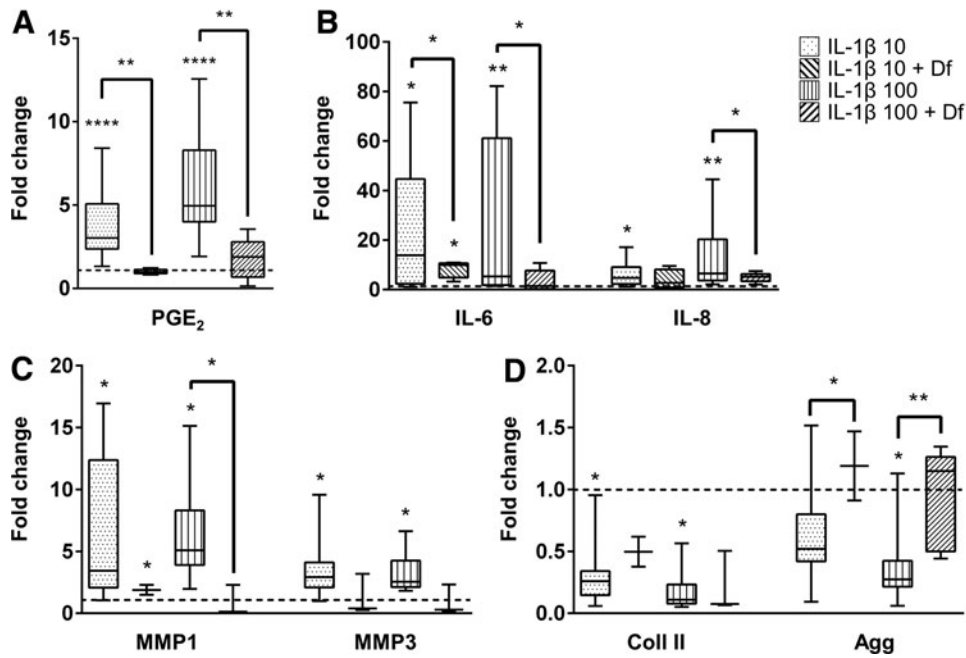 A
Fold change
15
10
5
0
****
**
****
**
PGE2
B
Fold change
100
80
60
40
20
0
*
*
*
**
*
*
**
*
IL-6 IL-8
IL-1β 10
IL-1β 10 + Df
IL-1β 100
IL-1β 100 + Df
C
Fold change
20
15
10
5
0
*
*
*
*
*
*
MMP1 MMP3
D
Fold change
2.0
1.5
1.0
0.5
0.0
*
*
*
*
**
Coll II Agg